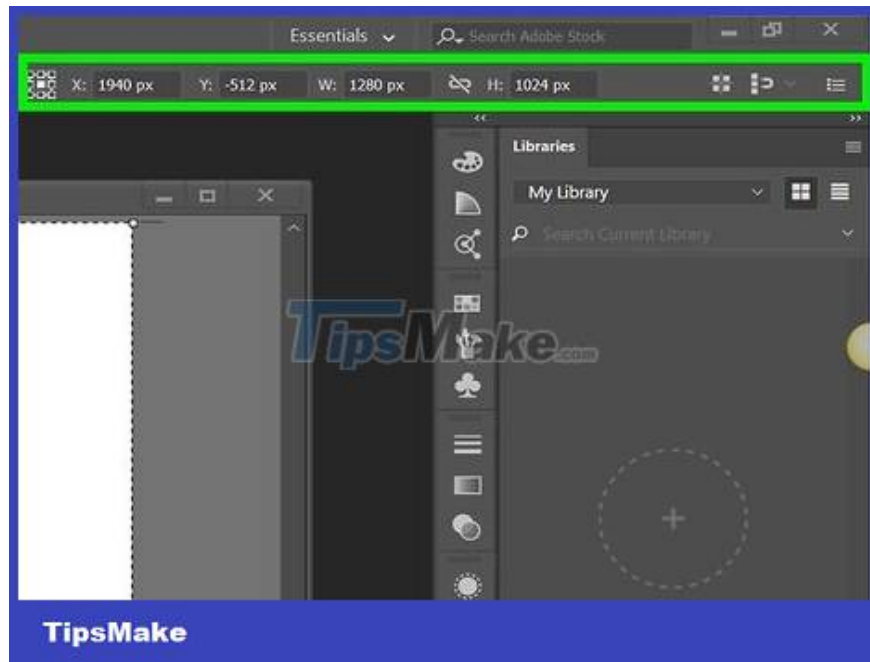 Essentials
Search Adobe Stock
X: 1940 px Y: -512 px W: 1280 px H: 1024 px
Libraries
My Library
Search Current Library
TipsMake.com
TipsMake